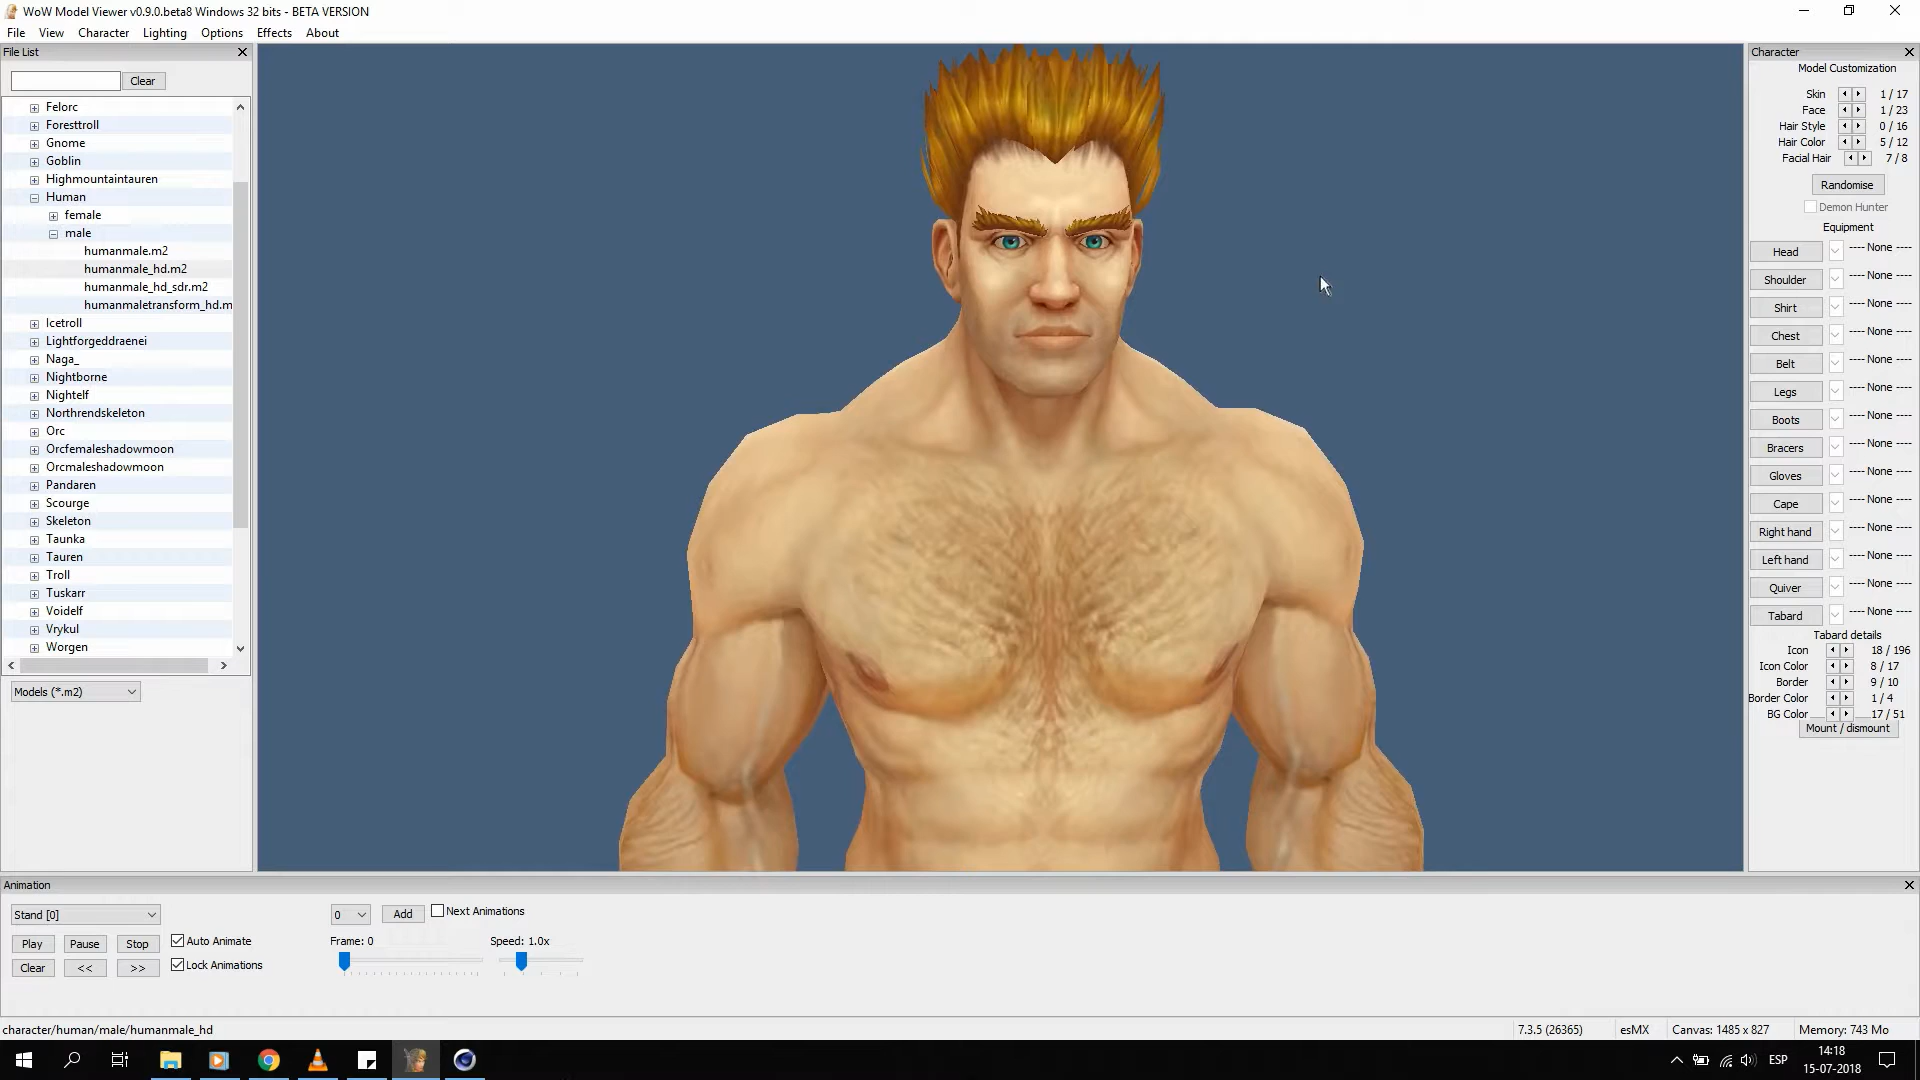 WoW Model Viewer v0.9.0.beta8 Windows 32 bits - BETA VERSION
File View Character Lighting Options Effects About
File List
Clear
Felorc
Foresttroll
Gnome
Goblin
Highmountaintauren
Human
female
male
humanmale.m2
humanmale_hd.m2
humanmale_hd_sdr.m2
humanmaletransform_hd.m
Icetroll
Lightforgeddraenei
Naga_
Nightborne
Nightelf
Northrendskeleton
Orc
Orcfemaleshadowmoon
Orcmaleshadowmoon
Pandaren
Scourge
Skeleton
Taunka
Tauren
Troll
Tuskarr
Voidelf
Vrykul
Worgen
Models (*.m2)
Character
Model Customization
Skin 1 / 17
Face 1 / 23
Hair Style 0 / 16
Hair Color 5 / 12
Facial Hair 7 / 8
Randomise
Demon Hunter
Equipment
Head ---- None ----
Shoulder ---- None ----
Shirt ---- None ----
Chest ---- None ----
Belt ---- None ----
Legs ---- None ----
Boots ---- None ----
Bracers ---- None ----
Gloves ---- None ----
Cape ---- None ----
Right hand ---- None ----
Left hand ---- None ----
Quiver ---- None ----
Tabard ---- None ----
Tabard details
Icon 18 / 196
Icon Color 8 / 17
Border 9 / 10
Border Color 1 / 4
BG Color 17 / 51
Mount / dismount
Animation
Stand [0] 0 Add Next Animations
Play Pause Stop Auto Animate Frame: 0 Speed: 1.0x
Clear << >> Lock Animations
character/human/male/humanmale_hd 7.3.5 (26365) esMX Canvas: 1485 x 827 Memory: 743 Mo
ESP
14:18
15-07-2018